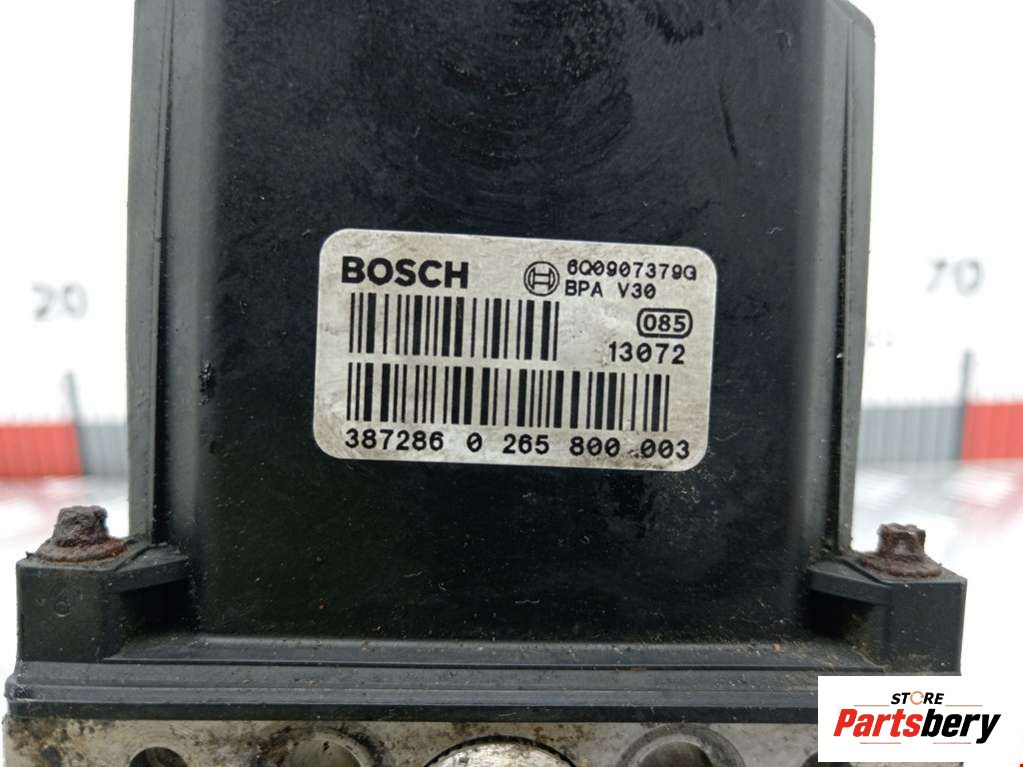 BOSCH
6Q0907379G
BPA V30
085
13072
387286 0 265 800 003
20
70
STORE
Partsbery